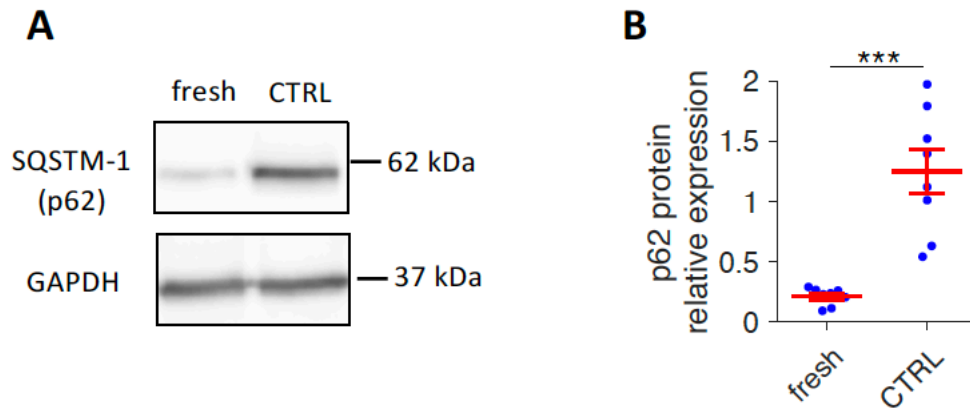 A
fresh CTRL
SQSTM-1
(p62)
62 kDa
GAPDH
37 kDa
B
***
p62 protein
relative expression
2
1.5
1
0.5
0
fresh
CTRL